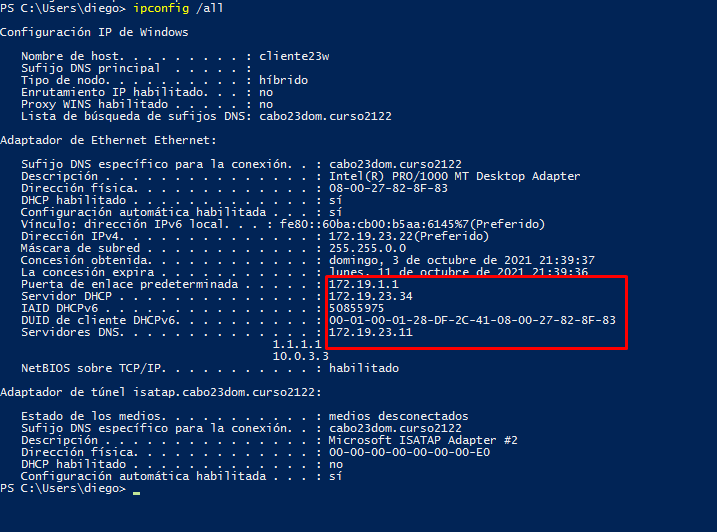 PS C:\Users\diego> ipconfig /all
Configuración IP de Windows
Nombre de host. . . . . . . . . : cliente23w
Sufijo DNS principal . . . . . :
Tipo de nodo. . . . . . . . . . : híbrido
Enrutamiento IP habilitado. . . : no
Proxy WINS habilitado . . . . . : no
Lista de búsqueda de sufijos DNS: cabo23dom.curso2122
Adaptador de Ethernet Ethernet:
Sufijo DNS específico para la conexión. . : cabo23dom.curso2122
Descripción . . . . . . . . . . . . . . . : Intel(R) PRO/1000 MT Desktop Adapter
Dirección física. . . . . . . . . . . . . : 08-00-27-82-8F-83
DHCP habilitado . . . . . . . . . . . . . : sí
Configuración automática habilitada . . . : sí
Vínculo: dirección IPv6 local. . . : fe80::60ba:cb00:b5aa:6145%7(Preferido)
Dirección IPv4. . . . . . . . . . . . . . : 172.19.23.22(Preferido)
Máscara de subred . . . . . . . . . . . . : 255.255.0.0
Concesión obtenida. . . . . . . . . . . . : domingo, 3 de octubre de 2021 21:39:37
La concesión expira . . . . . . . . . . . : lunes, 11 de octubre de 2021 21:39:36
Puerta de enlace predeterminada . . . . . : 172.19.1.1
Servidor DHCP . . . . . . . . . . . . . . : 172.19.23.34
IAID DHCPv6 . . . . . . . . . . . . . . . : 50855975
DUID de cliente DHCPv6. . . . . . . . . . : 00-01-00-01-28-DF-2C-41-08-00-27-82-8F-83
Servidores DNS. . . . . . . . . . . . . . : 172.19.23.11
1.1.1.1
10.0.3.3
NetBIOS sobre TCP/IP. . . . . . . . . . . : habilitado
Adaptador de túnel isatap.cabo23dom.curso2122:
Estado de los medios. . . . . . . . . . . : medios desconectados
Sufijo DNS específico para la conexión. . : cabo23dom.curso2122
Descripción . . . . . . . . . . . . . . . : Microsoft ISATAP Adapter #2
Dirección física. . . . . . . . . . . . . : 00-00-00-00-00-00-00-E0
DHCP habilitado . . . . . . . . . . . . . : no
Configuración automática habilitada . . . : sí
PS C:\Users\diego>